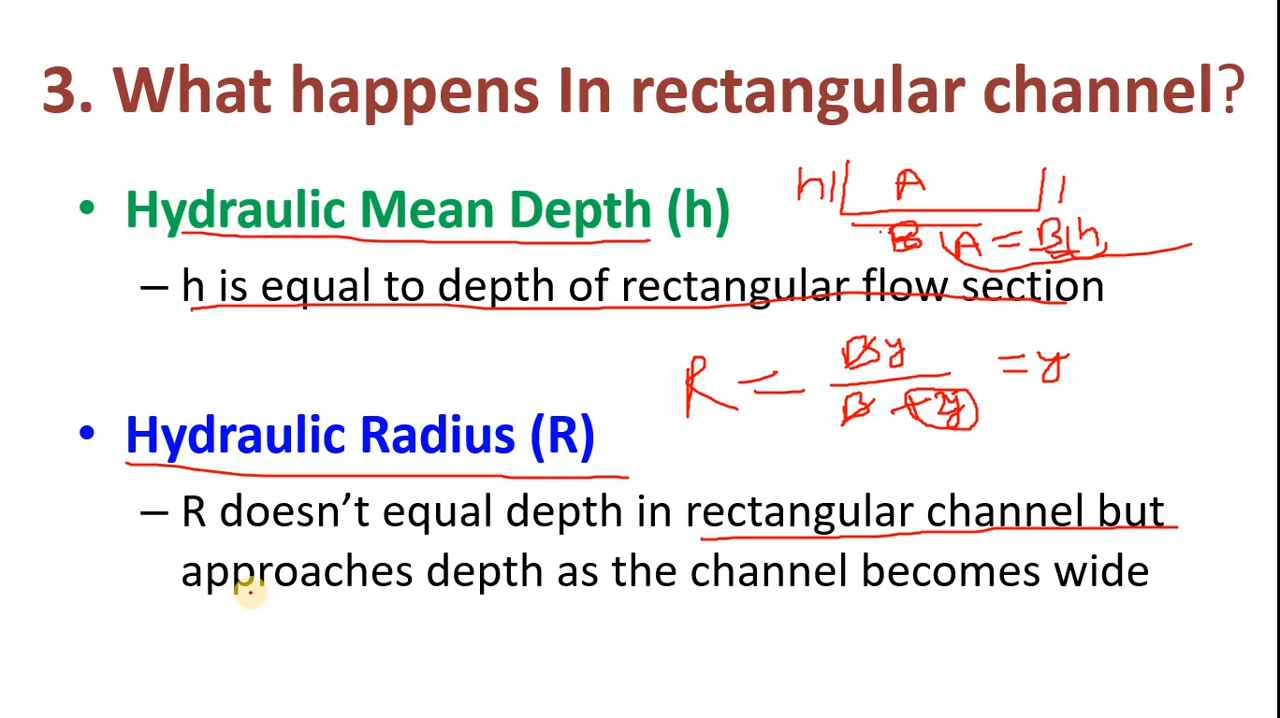 3. What happens In rectangular channel?
• Hydraulic Mean Depth (h)
h A
B A = Bh
– h is equal to depth of rectangular flow section
R = By / B + 2y = y
• Hydraulic Radius (R)
– R doesn’t equal depth in rectangular channel but
approaches depth as the channel becomes wide